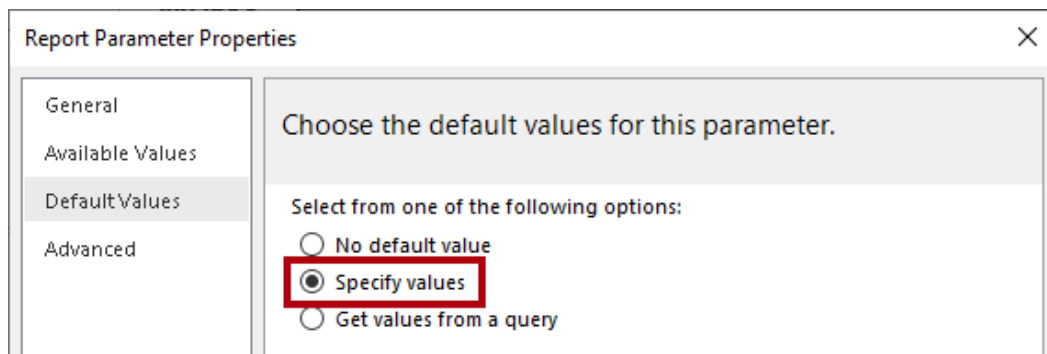 Report Parameter Properties
General
Available Values
Default Values
Advanced
Choose the default values for this parameter.
Select from one of the following options:
No default value
Specify values
Get values from a query